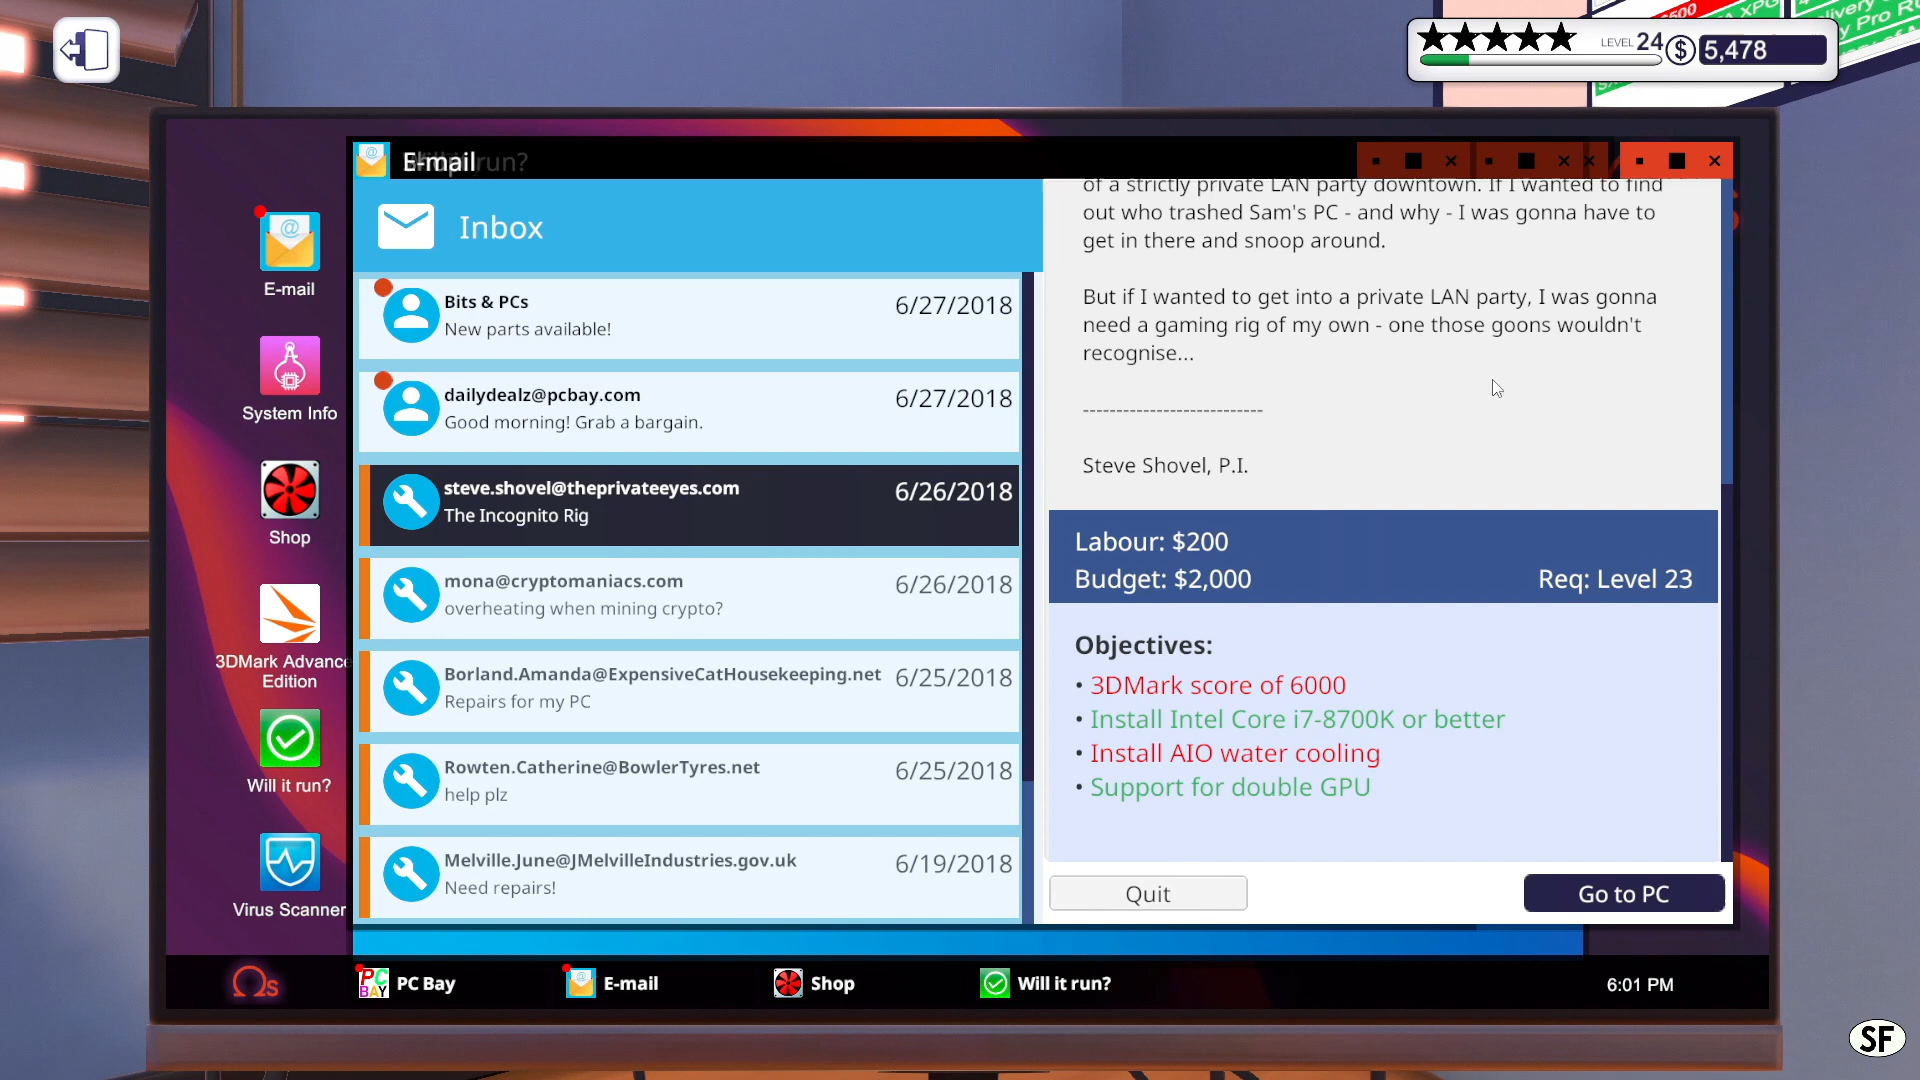 LEVEL 24
$ 5,478
E-mail
Inbox
Bits & PCs
6/27/2018
New parts available!
dailydealz@pcbay.com
6/27/2018
Good morning! Grab a bargain.
steve.shovel@theprivateeyes.com
6/26/2018
The Incognito Rig
mona@cryptomaniacs.com
6/26/2018
overheating when mining crypto?
Borland.Amanda@ExpensiveCatHousekeeping.net
6/25/2018
Repairs for my PC
Rowten.Catherine@BowlerTyres.net
6/25/2018
help plz
Melville.June@JMelvilleIndustries.gov.uk
6/19/2018
Need repairs!
of a strictly private LAN party downtown. If I wanted to find
out who trashed Sam's PC - and why - I was gonna have to
get in there and snoop around.
But if I wanted to get into a private LAN party, I was gonna
need a gaming rig of my own - one those goons wouldn't
recognise...
---------------------------
Steve Shovel, P.I.
Labour: $200
Budget: $2,000
Req: Level 23
Objectives:
• 3DMark score of 6000
• Install Intel Core i7-8700K or better
• Install AIO water cooling
• Support for double GPU
Quit
Go to PC
E-mail
System Info
Shop
3DMark Advance
Edition
Will it run?
Virus Scanner
Ωs
PC BAY
PC Bay
E-mail
Shop
Will it run?
6:01 PM
SF